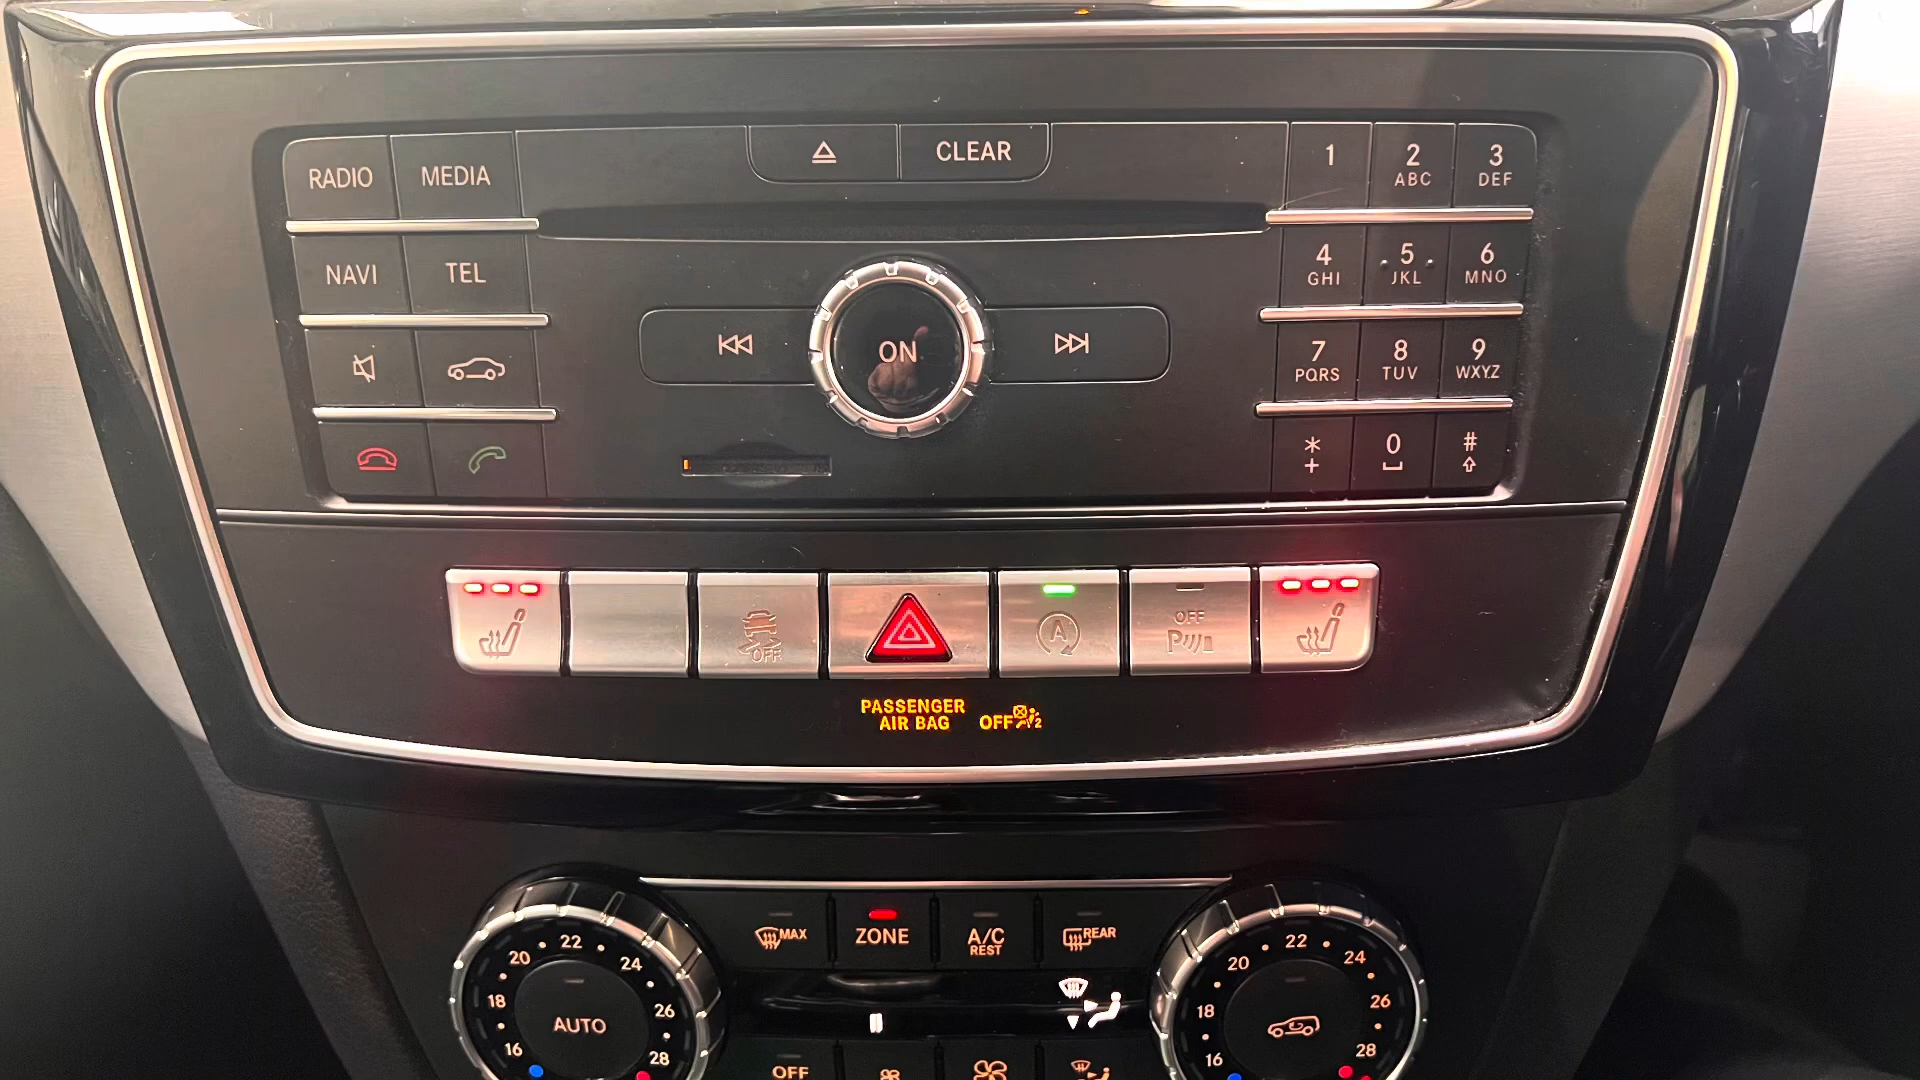 CLEAR
RADIO MEDIA
1
2 ABC
3 DEF
NAVI TEL
4 GHI
5 JKL
6 MNO
ON
7 PQRS
8 TUV
9 WXYZ
* +
0
#
OFF
A
OFF
P
PASSENGER
AIR BAG OFF 2
MAX
ZONE
A/C
REST
REAR
16 18 20 22 24 26 28
AUTO
16 18 20 22 24 26 28
OFF